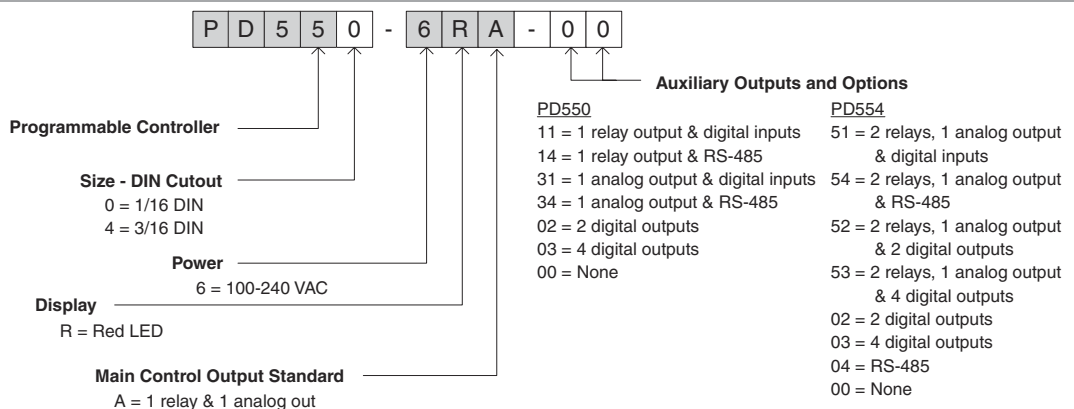 PD550-6RA-00
Auxiliary Outputs and Options
Programmable Controller
Size - DIN Cutout
0 = 1/16 DIN
4 = 3/16 DIN
Power
6 = 100-240 VAC
Display
R = Red LED
Main Control Output Standard
A = 1 relay & 1 analog out
PD550
11 = 1 relay output & digital inputs
14 = 1 relay output & RS-485
31 = 1 analog output & digital inputs
34 = 1 analog output & RS-485
02 = 2 digital outputs
03 = 4 digital outputs
00 = None
PD554
51 = 2 relays, 1 analog output
& digital inputs
54 = 2 relays, 1 analog output
& RS-485
52 = 2 relays, 1 analog output
& 2 digital outputs
53 = 2 relays, 1 analog output
& 4 digital outputs
02 = 2 digital outputs
03 = 4 digital outputs
04 = RS-485
00 = None